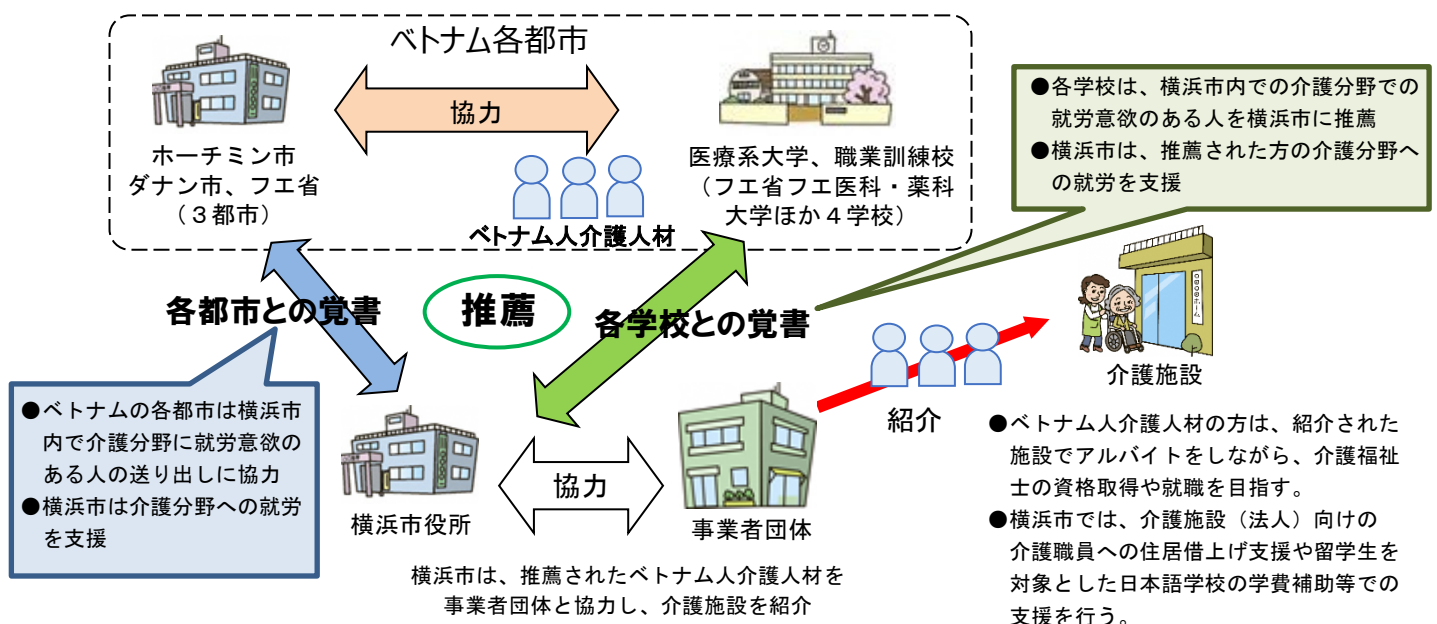 ベトナム各都市
協力
ホーチミン市
ダナン市、フエ省
（３都市）
医療系大学、職業訓練校
（フエ省フエ医科・薬科
大学ほか４学校）
ベトナム人介護人材
●各学校は、横浜市内での介護分野での
就労意欲のある人を横浜市に推薦
●横浜市は、推薦された方の介護分野へ
の就労を支援
各都市との覚書
推薦
各学校との覚書
●ベトナムの各都市は横浜市
内で介護分野に就労意欲の
ある人の送り出しに協力
●横浜市は介護分野への就労
を支援
横浜市役所
協力
事業者団体
紹介
介護施設
横浜市は、推薦されたベトナム人介護人材を
事業者団体と協力し、介護施設を紹介
●ベトナム人介護人材の方は、紹介された
施設でアルバイトをしながら、介護福祉
士の資格取得や就職を目指す。
●横浜市では、介護施設（法人）向けの
介護職員への住居借上げ支援や留学生を
対象とした日本語学校の学費補助等での
支援を行う。